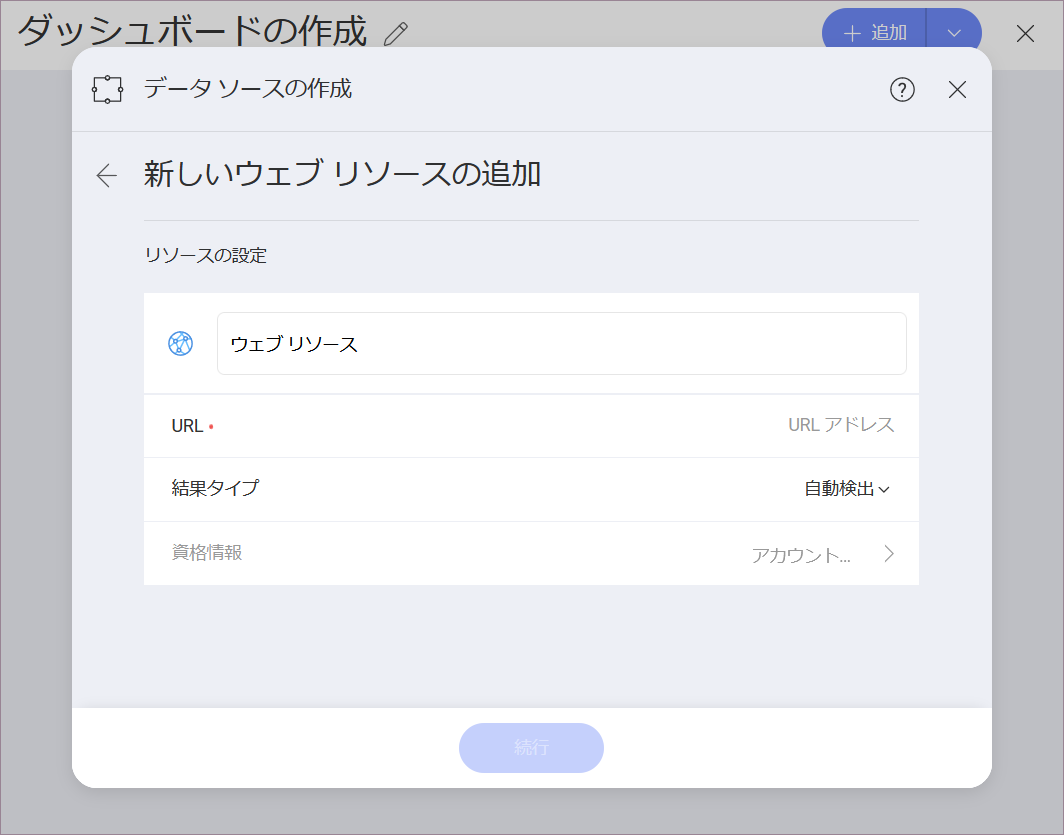 ダッシュボードの作成
追加
データ ソースの作成
新しいウェブ リソースの追加
リソースの設定
ウェブ リソース
URL
URL アドレス
結果タイプ
自動検出
資格情報
アカウント...
続行